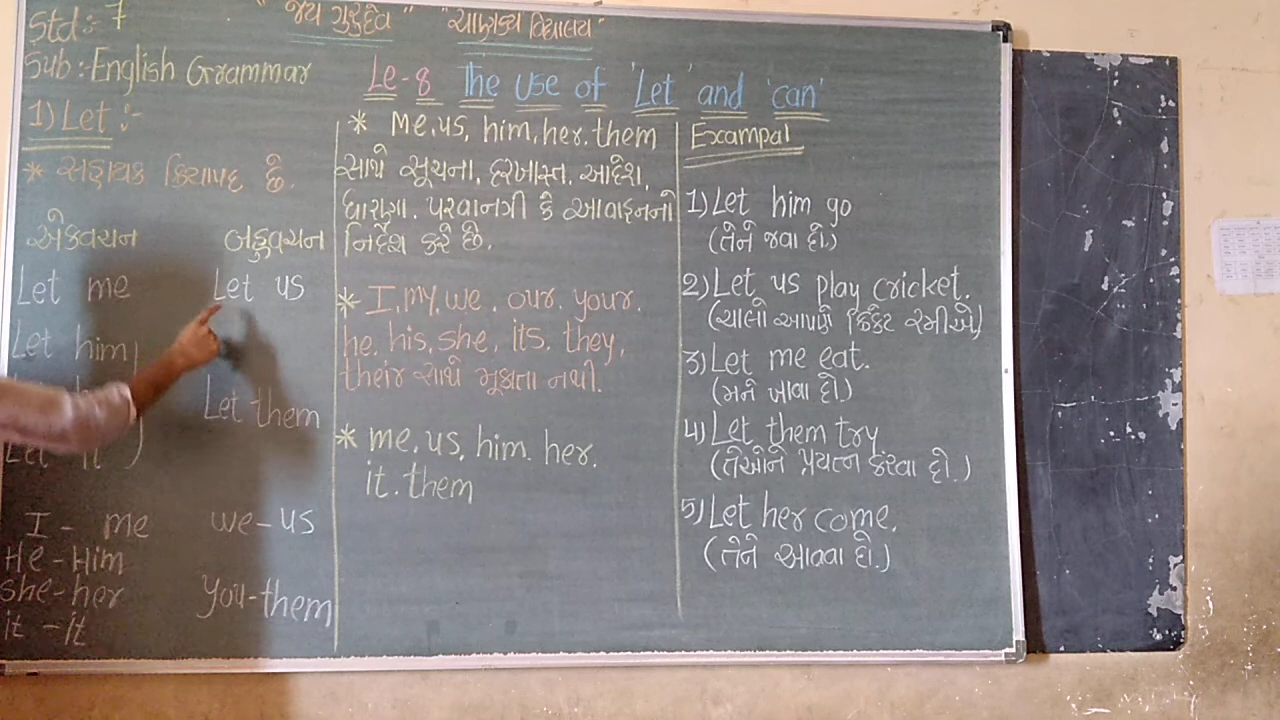 Std :- 7
"જય ગુરુદેવ" "ચાણક્ય વિદ્યાલય"
Sub : English Grammar
Le-8 The use of 'Let' and 'can'
1) Let :-
* સહાયક ક્રિયાપદ છે.
એકવચન બહુવચન
Let me Let us
Let him
Let them
Let it
I - me we-us
He-Him
she-her You-them
it -it
* Me, us, him, her. them
સાથે સૂચના, દરખાસ્ત. આદેશ,
ધારણા. પરવાનગી કે આવાહનનો
નિર્દેશ કરે છે.
* I, my, we, our. your.
he. his, she, its. they,
their સાથે મૂકાતા નથી.
* me, us, him. her.
it. them
Exampal
1) Let him go
(તેને જવા દો.)
2) Let us play cricket.
(ચાલો આપણે ક્રિકેટ રમીએ)
3) Let me eat.
(મને ખાવા દો.)
4) Let them try
(તેઓને પ્રયત્ન કરવા દો.)
5) Let her come.
(તેને આવવા દો.)